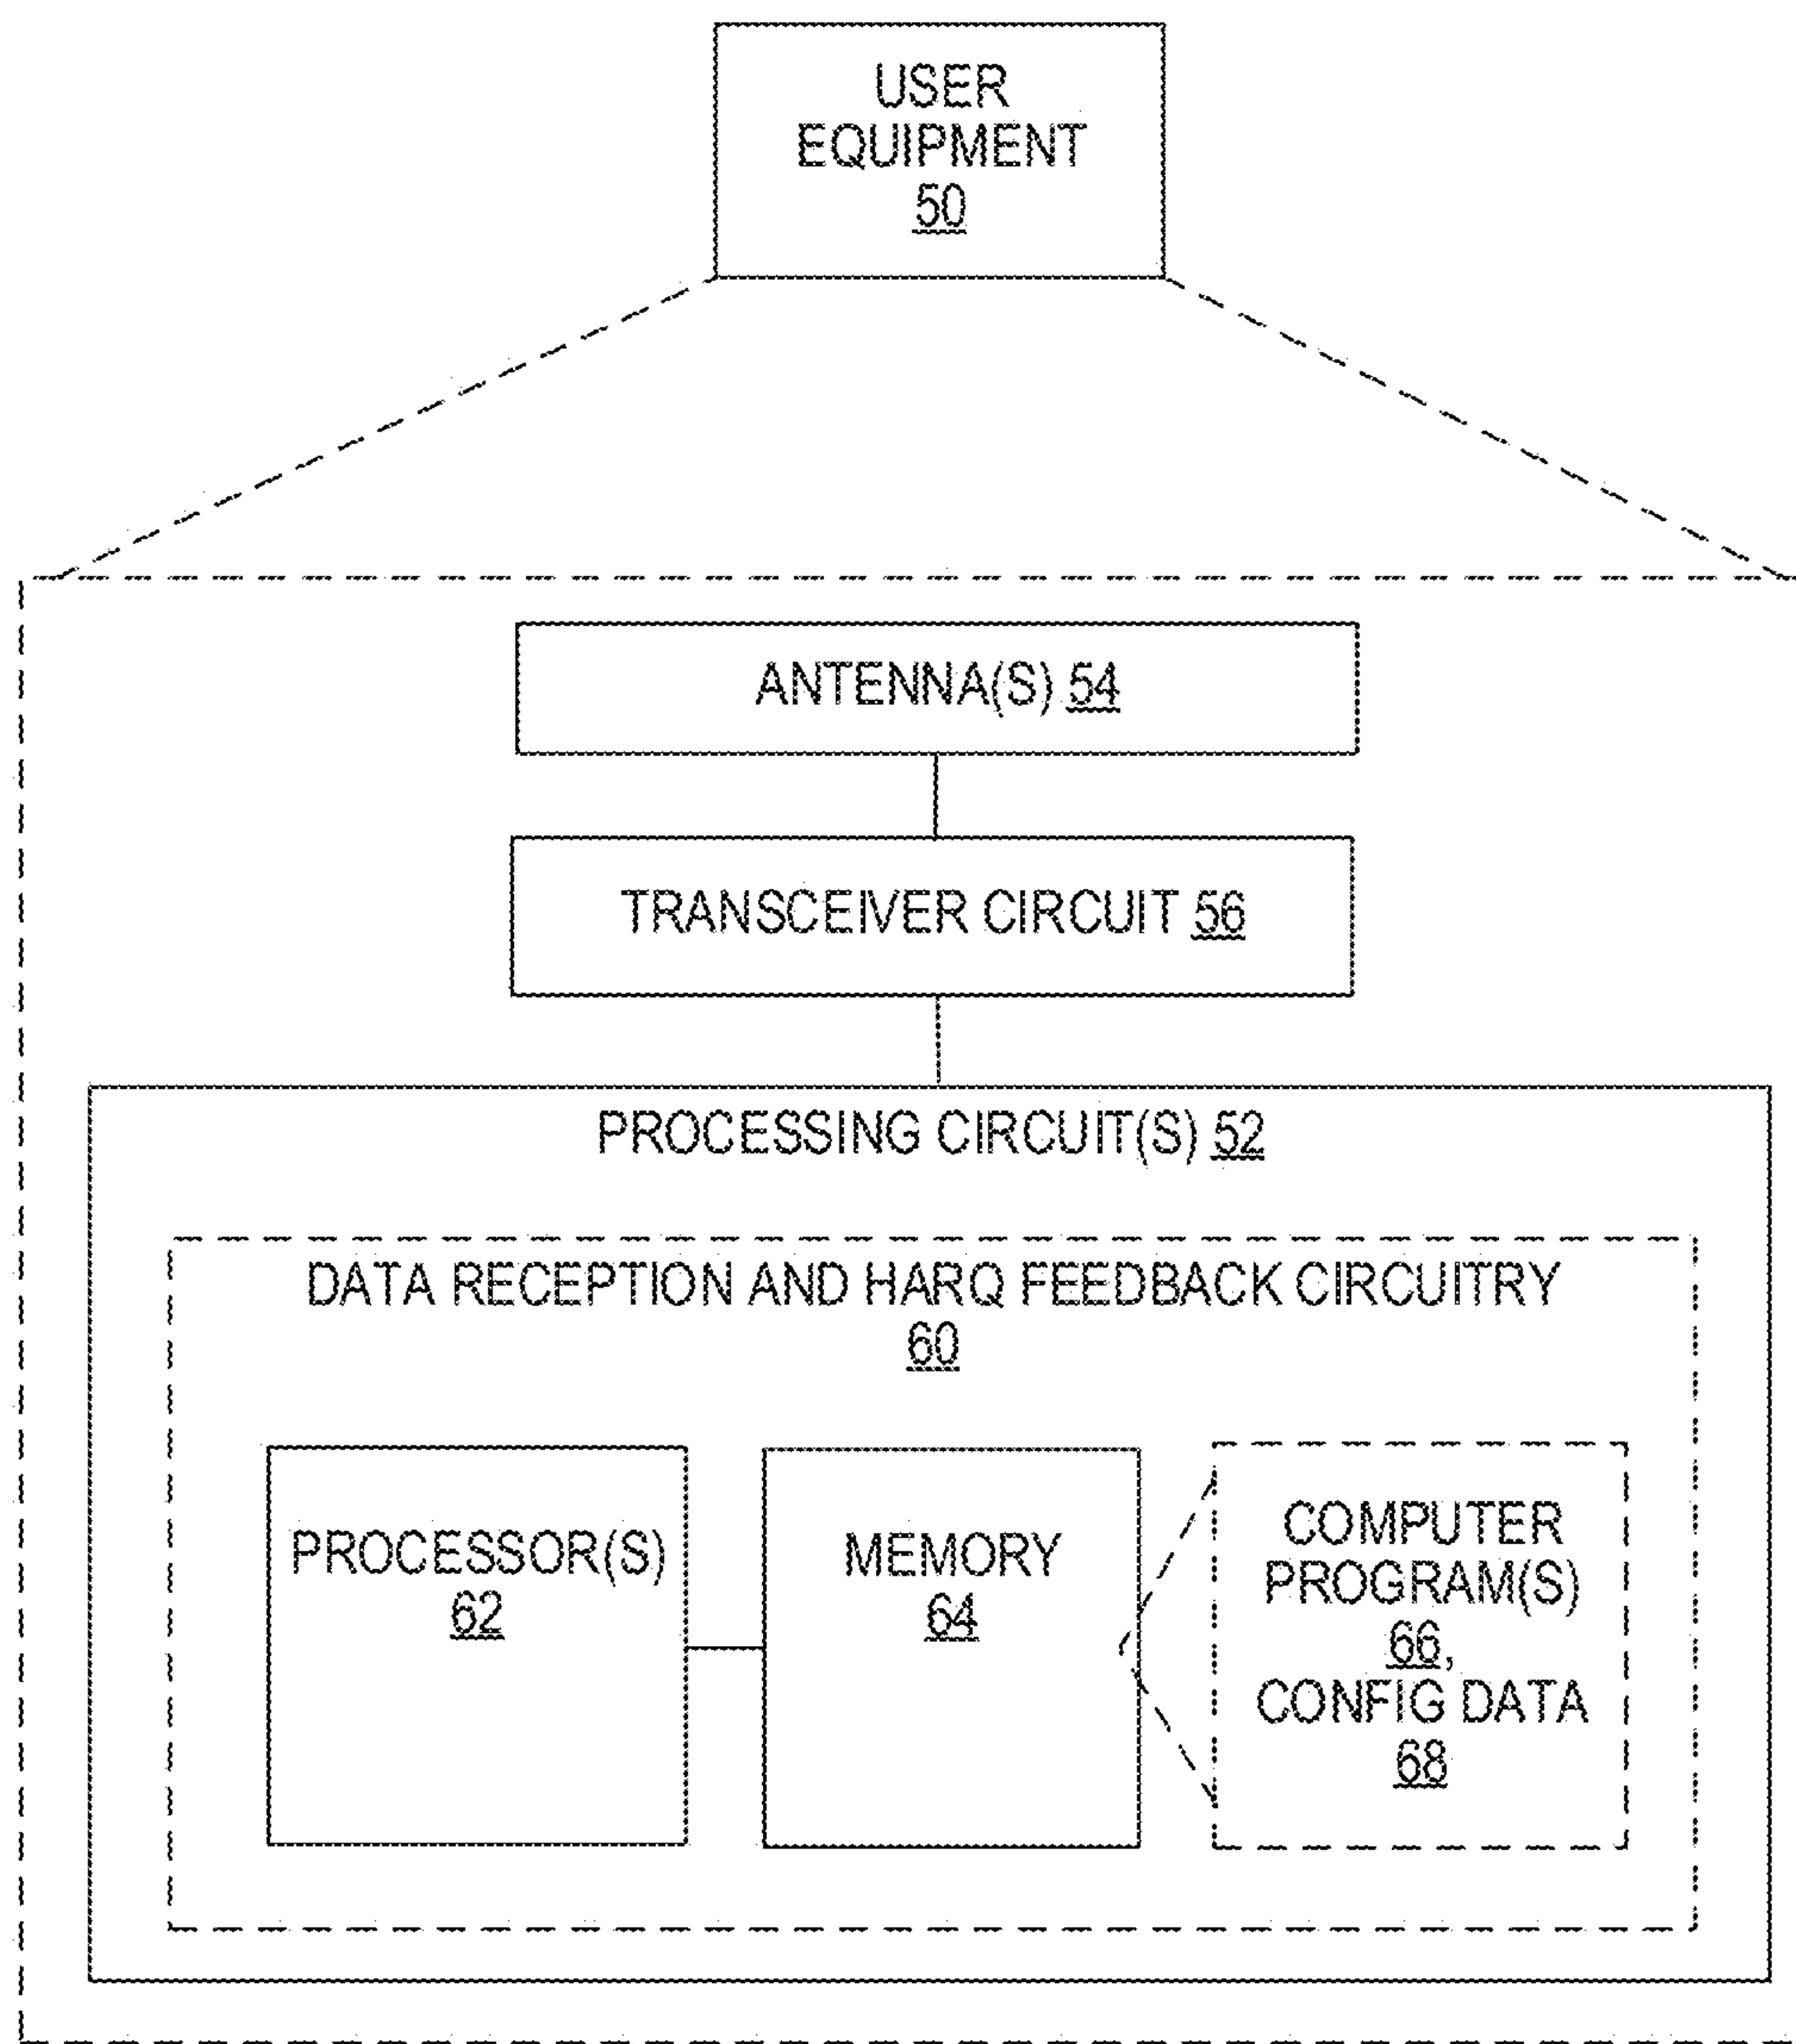 USER
EQUIPMENT
50
ANTENNA(S) 54
TRANSCEIVER CIRCUIT 56
PROCESSING CIRCUIT(S) 52
DATA RECEPTION AND HARQ FEEDBACK CIRCUITRY
60
PROCESSOR(S)
62
MEMORY
64
COMPUTER
PROGRAM(S)
66,
CONFIG DATA
68